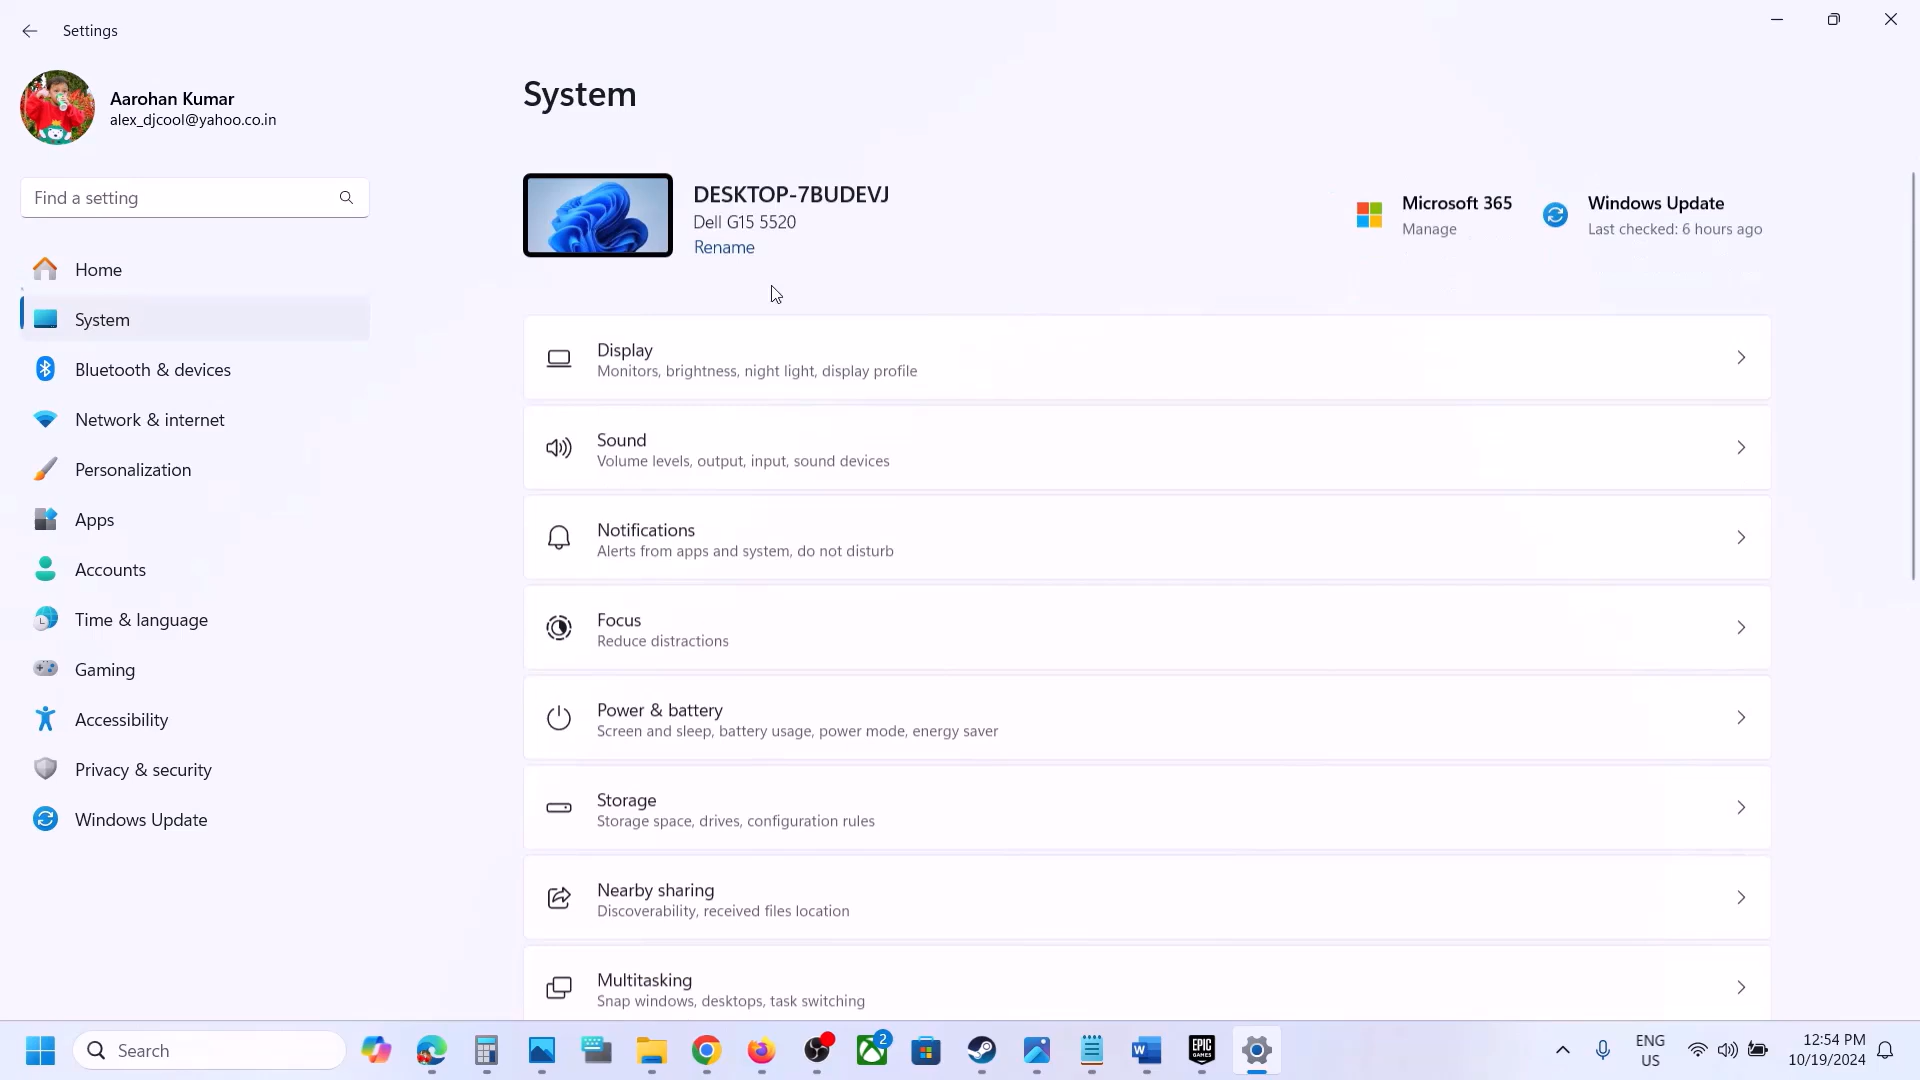 Settings
Aarohan Kumar
alex_djcool@yahoo.co.in
Find a setting
Home
System
Bluetooth & devices
Network & internet
Personalization
Apps
Accounts
Time & language
Gaming
Accessibility
Privacy & security
Windows Update
System
DESKTOP-7BUDEVJ
Dell G15 5520
Rename
Microsoft 365
Manage
Windows Update
Last checked: 6 hours ago
Display
Monitors, brightness, night light, display profile
Sound
Volume levels, output, input, sound devices
Notifications
Alerts from apps and system, do not disturb
Focus
Reduce distractions
Power & battery
Screen and sleep, battery usage, power mode, energy saver
Storage
Storage space, drives, configuration rules
Nearby sharing
Discoverability, received files location
Multitasking
Snap windows, desktops, task switching
Search
2
W
EPIC
GAMES
ENG
US
12:54 PM
10/19/2024